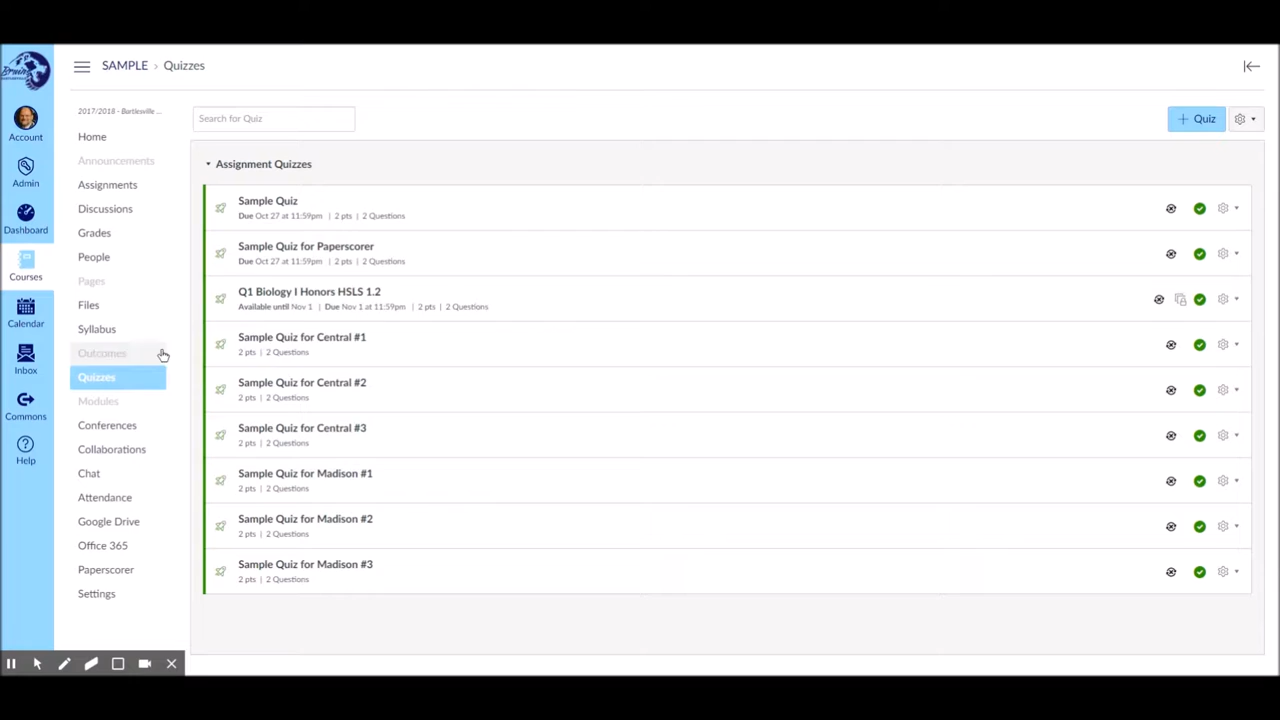 SAMPLE › Quizzes
Account
Admin
Dashboard
Courses
Calendar
Inbox
Commons
Help
2017/2018 - Bartlesville ...
Home
Announcements
Assignments
Discussions
Grades
People
Pages
Files
Syllabus
Outcomes
Quizzes
Modules
Conferences
Collaborations
Chat
Attendance
Google Drive
Office 365
Paperscorer
Settings
Search for Quiz
+ Quiz
Assignment Quizzes
Sample Quiz
Due Oct 27 at 11:59pm | 2 pts | 2 Questions
Sample Quiz for Paperscorer
Due Oct 27 at 11:59pm | 2 pts | 2 Questions
Q1 Biology I Honors HSLS 1.2
Available until Nov 1 | Due Nov 1 at 11:59pm | 2 pts | 2 Questions
Sample Quiz for Central #1
2 pts | 2 Questions
Sample Quiz for Central #2
2 pts | 2 Questions
Sample Quiz for Central #3
2 pts | 2 Questions
Sample Quiz for Madison #1
2 pts | 2 Questions
Sample Quiz for Madison #2
2 pts | 2 Questions
Sample Quiz for Madison #3
2 pts | 2 Questions